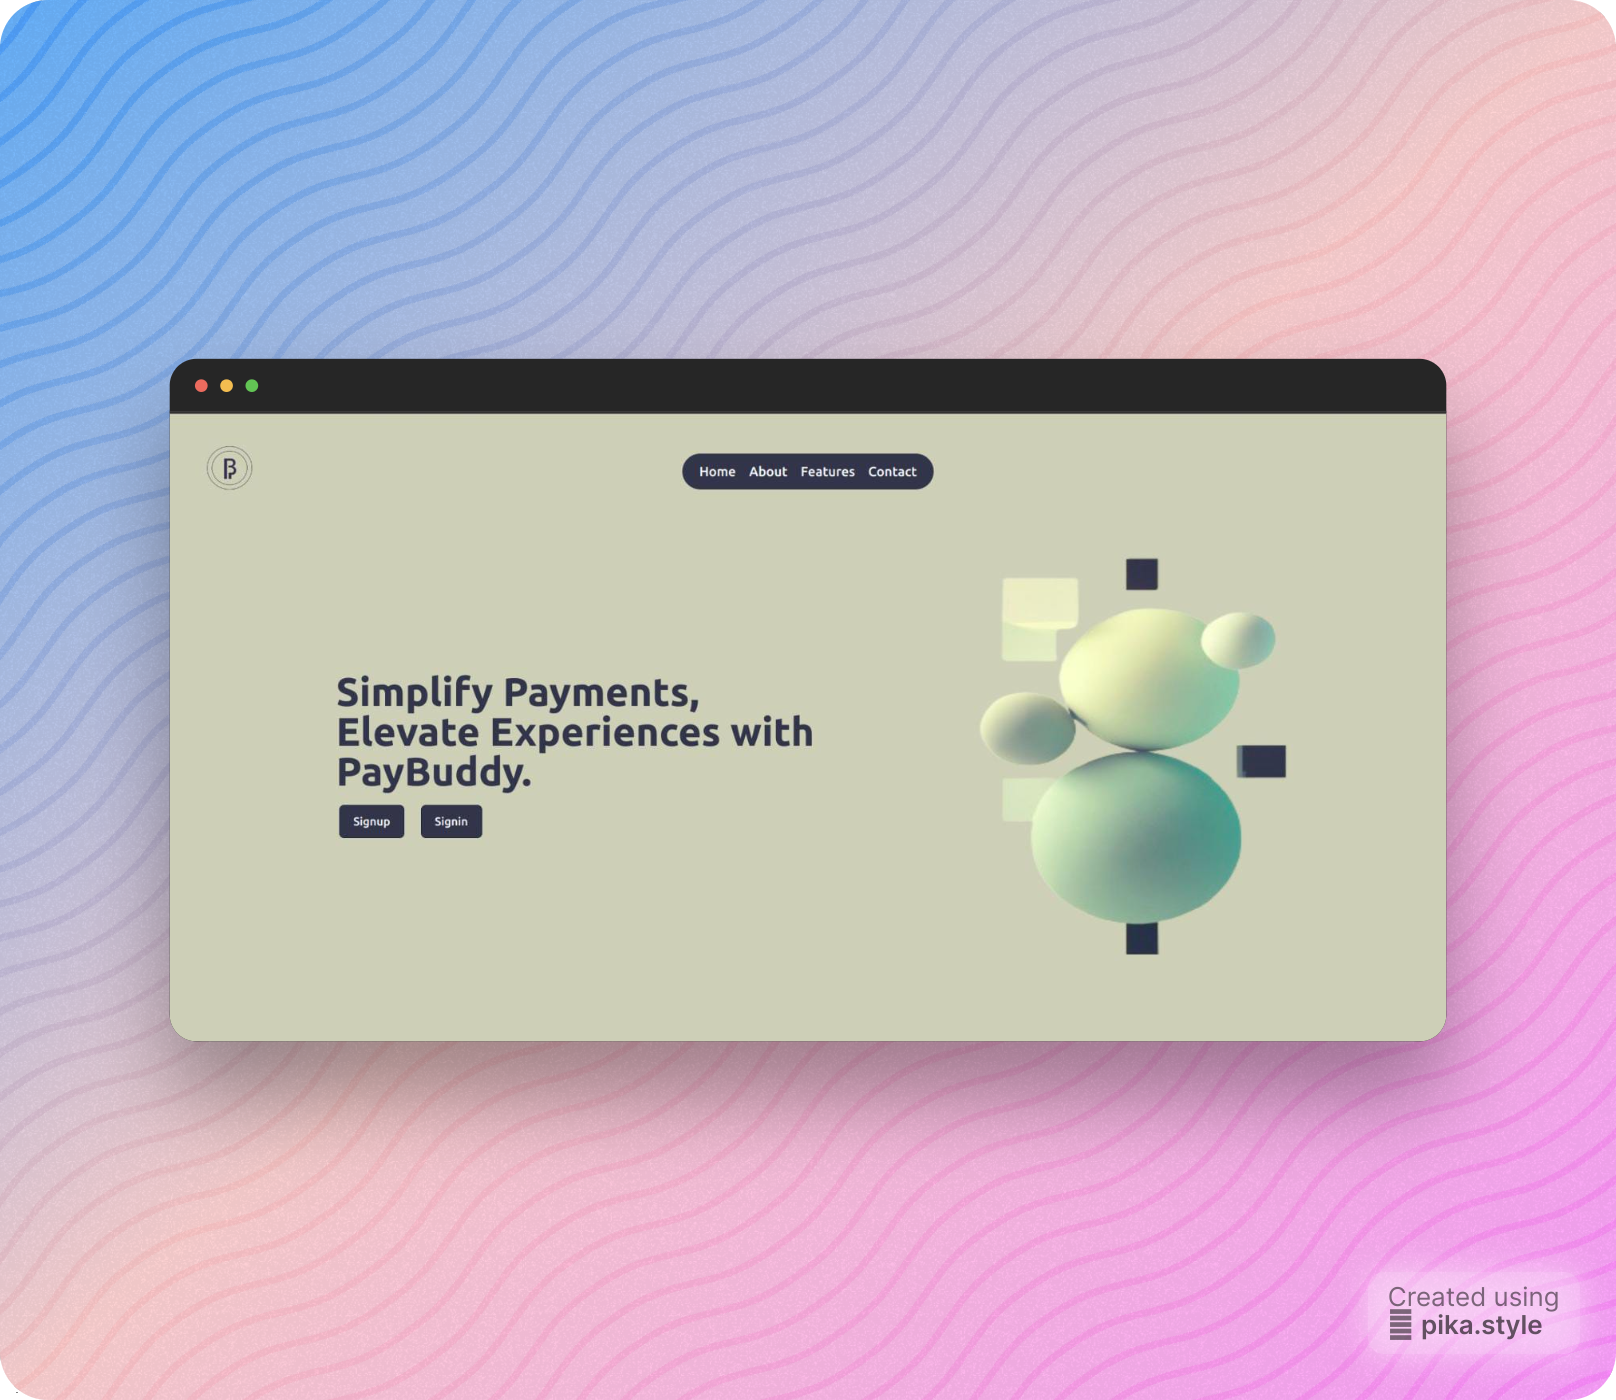 Home About Features Contact
Simplify Payments,
Elevate Experiences with
PayBuddy.
Signup Signin
Created using
pika.style